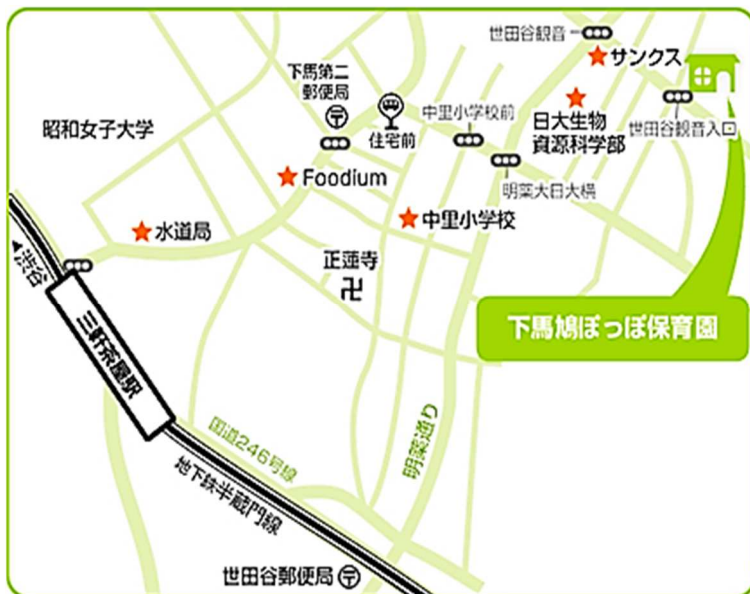 世田谷観音
サンクス
下馬第二
郵便局
住宅前
中里小学校前
日大生物
資源科学部
世田谷観音入口
昭和女子大学
Foodium
明薬大日大横
水道局
中里小学校
▲渋谷
正蓮寺
卍
下馬鳩ぽっぽ保育園
三軒茶屋駅
国道246号線
明薬通り
地下鉄半蔵門線
世田谷郵便局